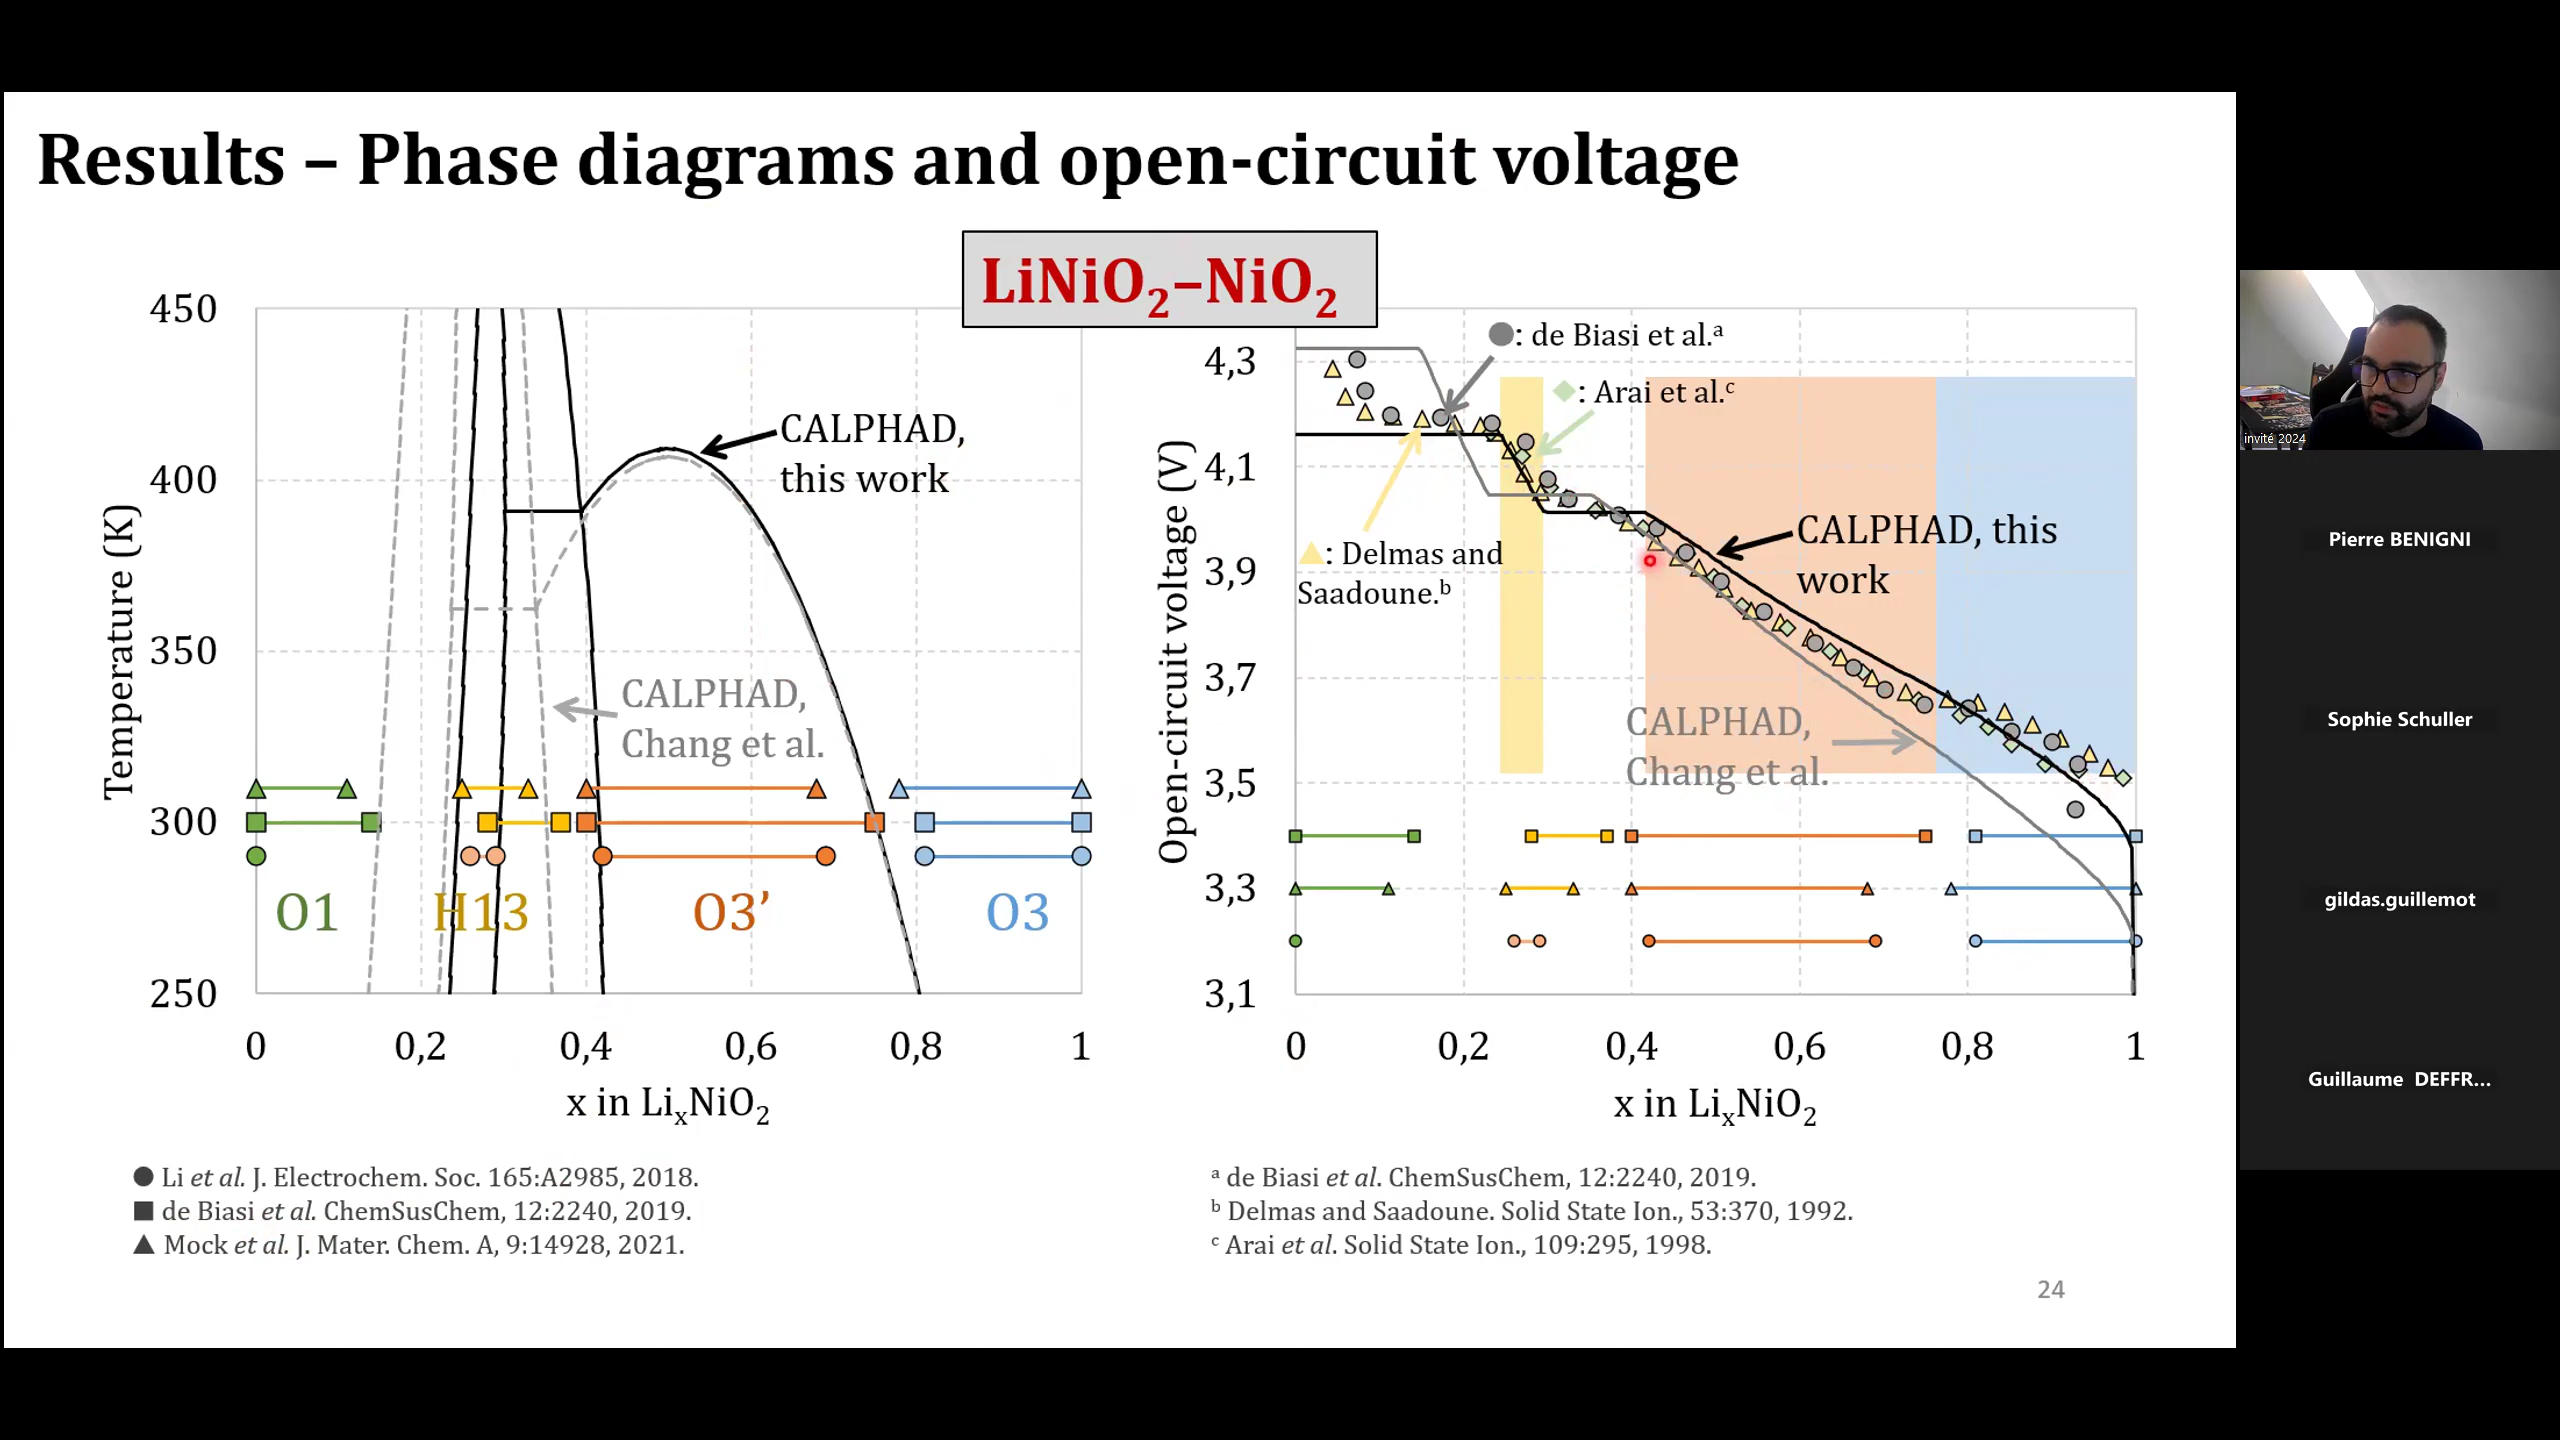 Results – Phase diagrams and open-circuit voltage
LiNiO₂–NiO₂
Temperature (K)
450
400
350
300
250
0
0,2
0,4
0,6
0,8
1
x in LiₓNiO₂
CALPHAD,
this work
CALPHAD,
Chang et al.
O1
H13
O3’
O3
● Li et al. J. Electrochem. Soc. 165:A2985, 2018.
■ de Biasi et al. ChemSusChem, 12:2240, 2019.
▲ Mock et al. J. Mater. Chem. A, 9:14928, 2021.
Open-circuit voltage (V)
4,3
4,1
3,9
3,7
3,5
3,3
3,1
0
0,2
0,4
0,6
0,8
1
x in LiₓNiO₂
: de Biasi et al.ᵃ
: Arai et al.ᶜ
: Delmas and
Saadoune.ᵇ
CALPHAD, this
work
CALPHAD,
Chang et al.
ᵃ de Biasi et al. ChemSusChem, 12:2240, 2019.
ᵇ Delmas and Saadoune. Solid State Ion., 53:370, 1992.
ᶜ Arai et al. Solid State Ion., 109:295, 1998.
24
invité 2024
Pierre BENIGNI
Sophie Schuller
gildas.guillemot
Guillaume DEFFR...